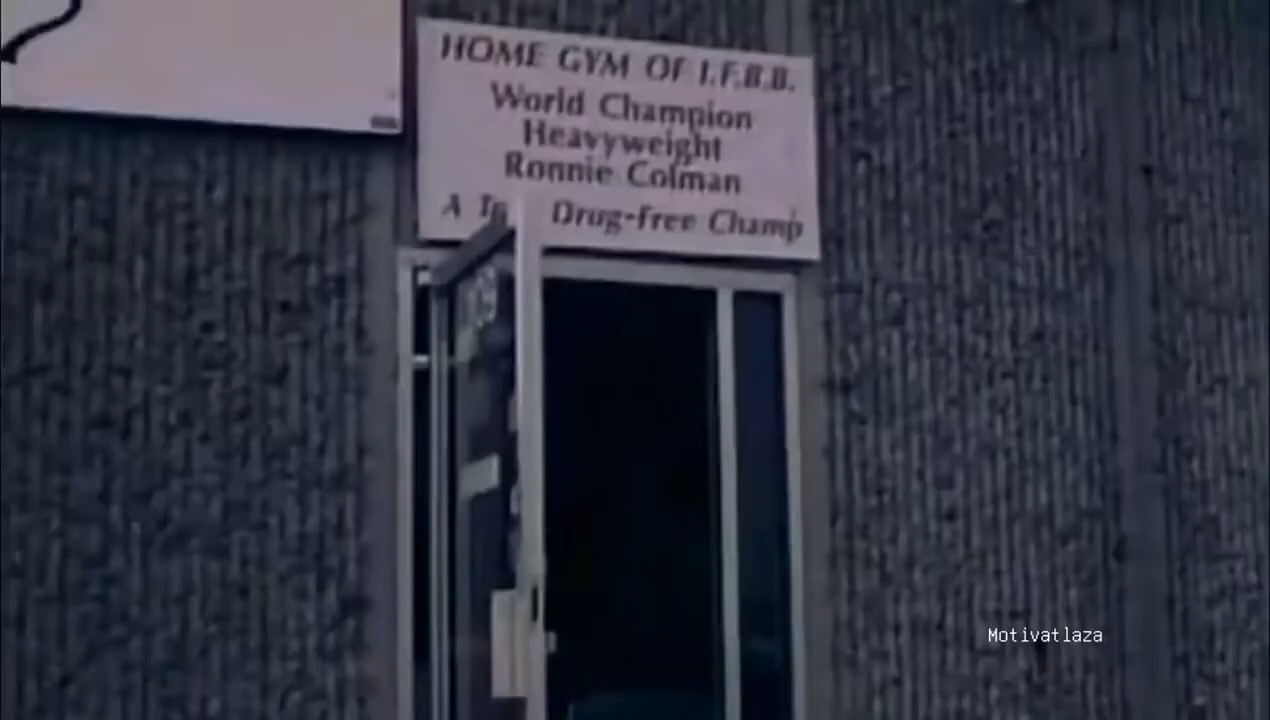 HOME GYM OF I.F.B.B.
World Champion
Heavyweight
Ronnie Colman
A Drug-free Champ
Motivatlaza